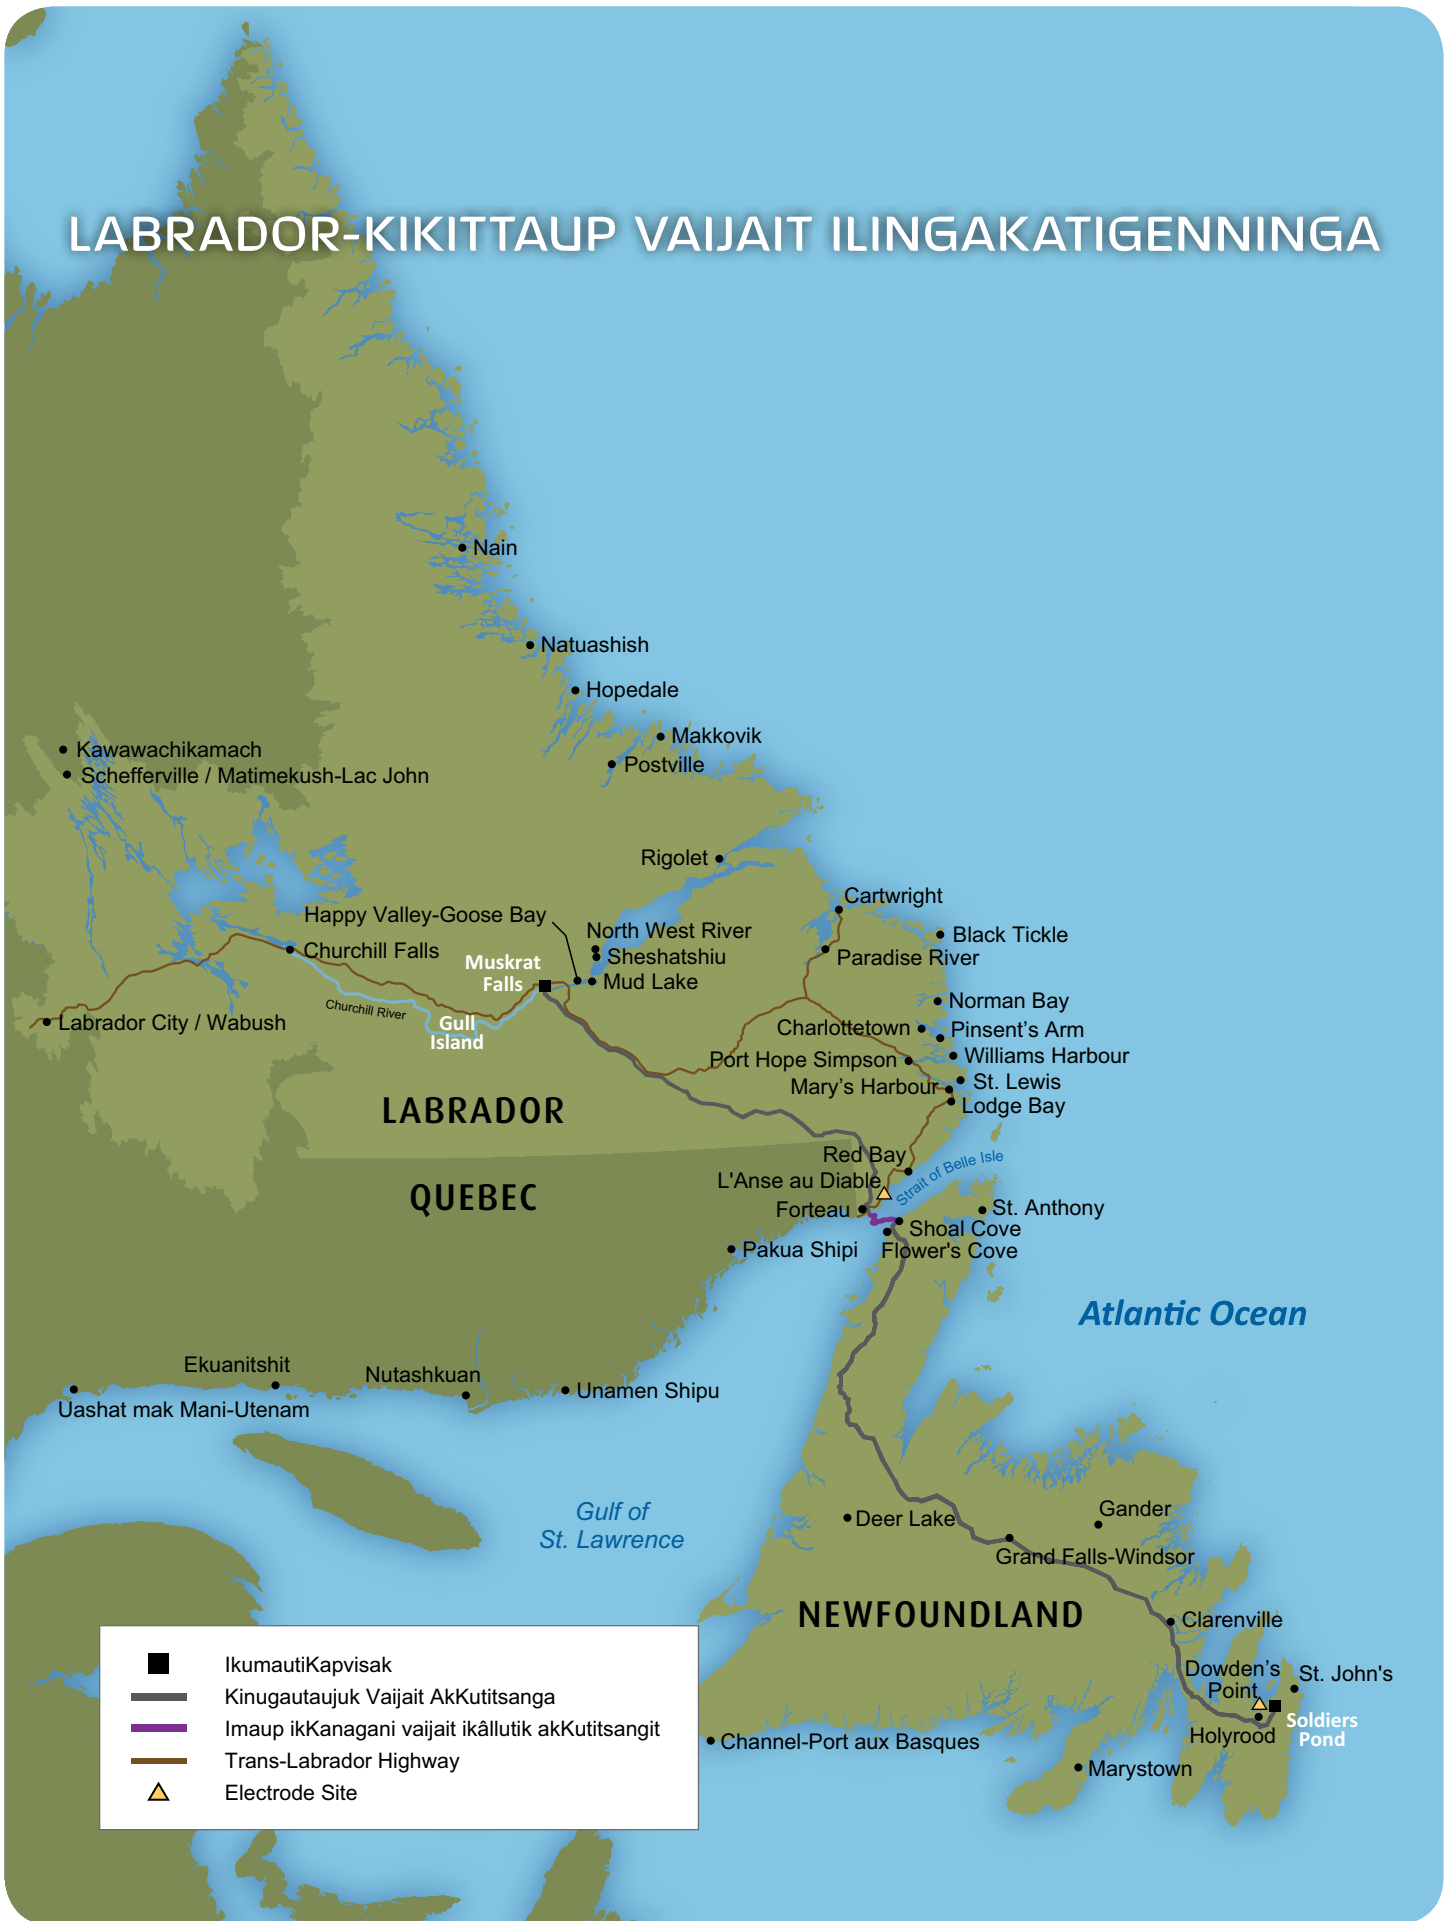 LABRADOR-KIKITTAUP VAIJAIT ILINGAKATIGENNINGA
Nain
Natuashish
Hopedale
Makkovik
Postville
Kawawachikamach
Schefferville / Matimekush-Lac John
Rigolet
Cartwright
Happy Valley-Goose Bay
North West River
Black Tickle
Churchill Falls
Sheshatshiu
Paradise River
Muskrat
Falls
Mud Lake
Norman Bay
Churchill River
Labrador City / Wabush
Gull
Island
Charlottetown
Pinsent's Arm
Port Hope Simpson
Williams Harbour
St. Lewis
Mary's Harbour
Lodge Bay
LABRADOR
Red Bay
Strait of Belle Isle
L'Anse au Diable
QUEBEC
Forteau
St. Anthony
Shoal Cove
Pakua Shipi
Flower's Cove
Atlantic Ocean
Ekuanitshit
Nutashkuan
Unamen Shipu
Uashat mak Mani-Utenam
Gulf of
St. Lawrence
Deer Lake
Gander
Grand Falls-Windsor
NEWFOUNDLAND
Clarenville
Dowden's
Point
St. John's
Soldiers
Pond
Holyrood
Channel-Port aux Basques
Marystown
IkumautiKapvisak
Kinugautaujuk Vaijait AkKutitsanga
Imaup ikKanagani vaijait ikâllutik akKutitsangit
Trans-Labrador Highway
Electrode Site